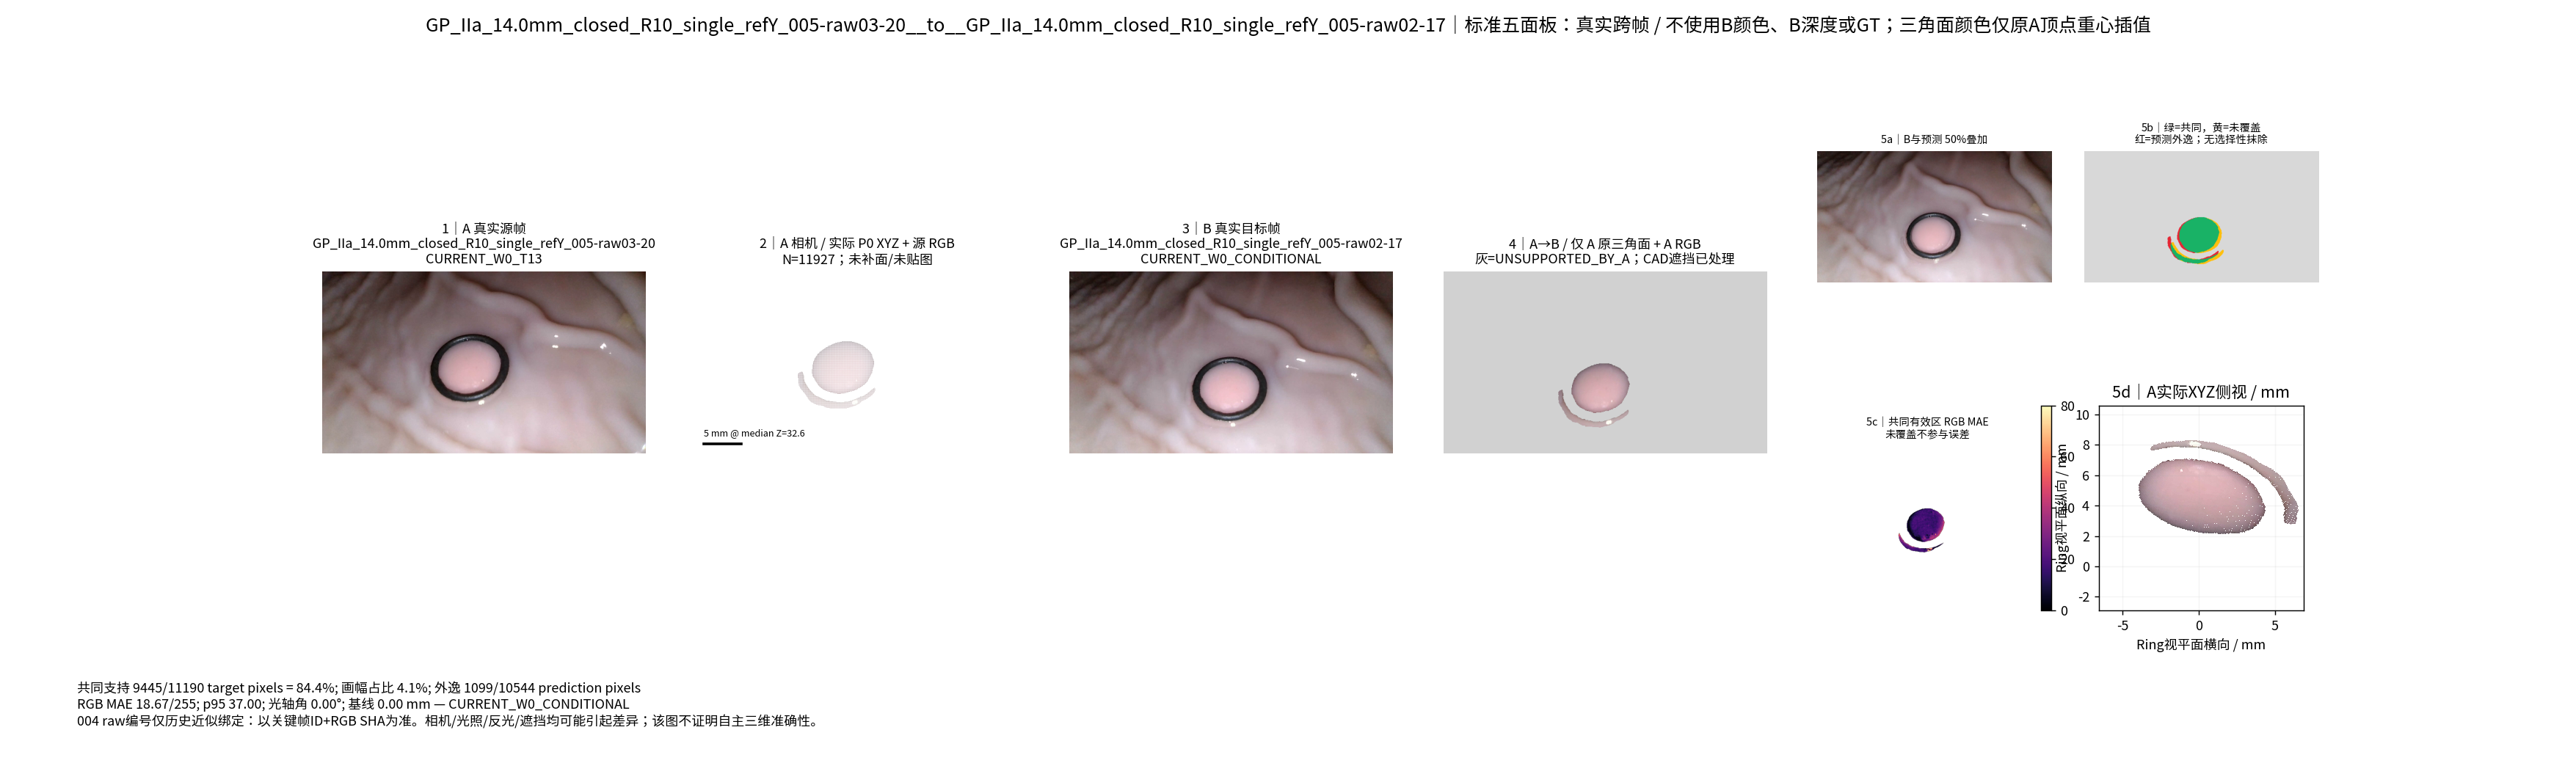 GP_IIa_14.0mm_closed_R10_single_refY_005-raw03-20__to__GP_IIa_14.0mm_closed_R10_single_refY_005-raw02-17｜标准五面板：真实跨帧 / 不使用B颜色、B深度或GT；三角面颜色仅原A顶点重心插值
1｜A 真实源帧
GP_IIa_14.0mm_closed_R10_single_refY_005-raw03-20
CURRENT_W0_T13
2｜A 相机 / 实际 P0 XYZ + 源 RGB
N=11927；未补面/未贴图
5 mm @ median Z=32.6
3｜B 真实目标帧
GP_IIa_14.0mm_closed_R10_single_refY_005-raw02-17
CURRENT_W0_CONDITIONAL
4｜A→B / 仅 A 原三角面 + A RGB
灰=UNSUPPORTED_BY_A；CAD遮挡已处理
5a｜B与预测 50%叠加
5b｜绿=共同，黄=未覆盖
红=预测外逸；无选择性抹除
5c｜共同有效区 RGB MAE
未覆盖不参与误差
80
60
40
20
0
5d｜A实际XYZ侧视 / mm
Ring视平面纵向 / mm
10
8
6
4
2
0
-2
-5
0
5
Ring视平面横向 / mm
共同支持 9445/11190 target pixels = 84.4%; 画幅占比 4.1%; 外逸 1099/10544 prediction pixels
RGB MAE 18.67/255; p95 37.00; 光轴角 0.00°; 基线 0.00 mm — CURRENT_W0_CONDITIONAL
004 raw编号仅历史近似绑定：以关键帧ID+RGB SHA为准。相机/光照/反光/遮挡均可能引起差异；该图不证明自主三维准确性。